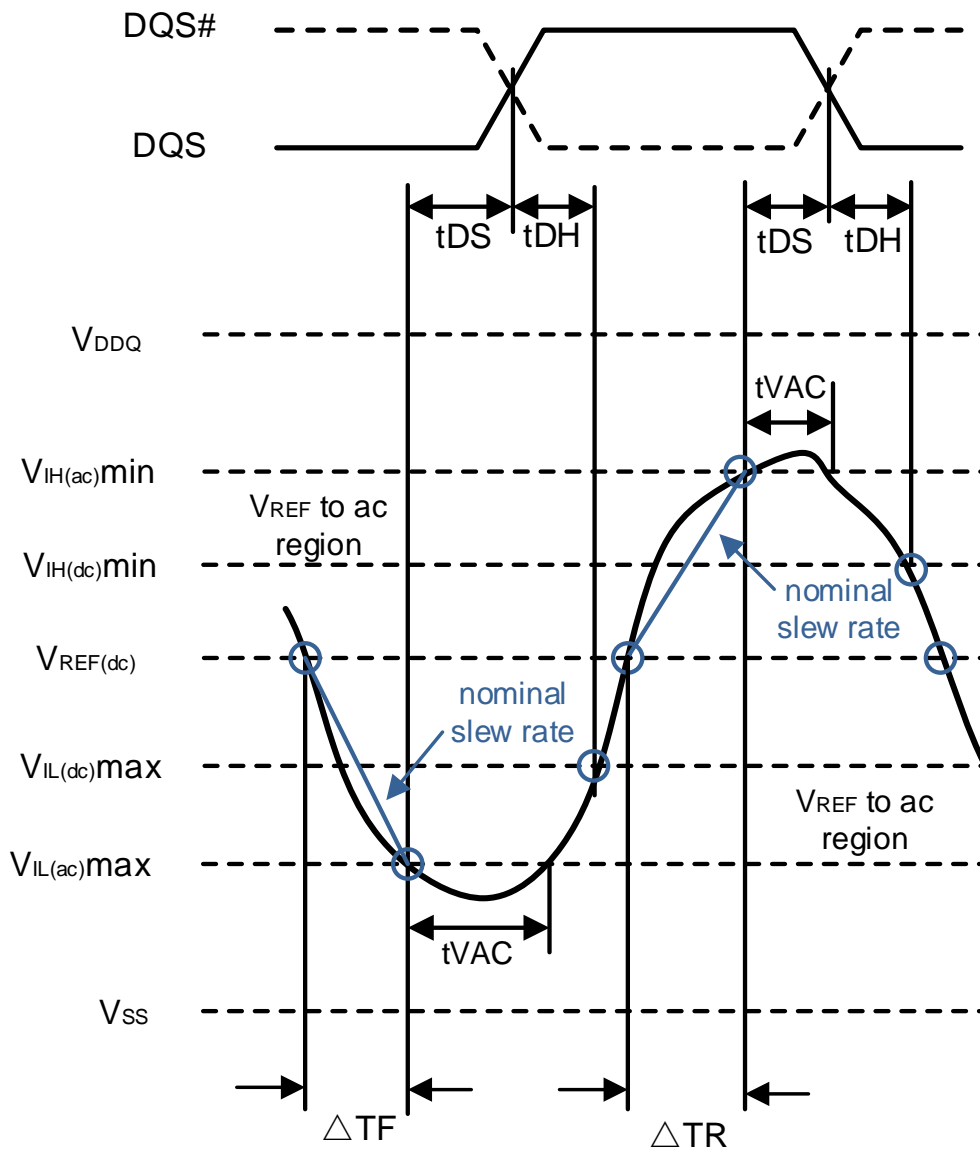 DQS#
DQS
tDS
tDH
tDS
tDH
VDDQ
tVAC
VIH(ac)min
VREF to ac
region
VIH(dc)min
nominal
slew rate
VREF(dc)
nominal
slew rate
VIL(dc)max
VREF to ac
region
VIL(ac)max
tVAC
VSS
△TF
△TR